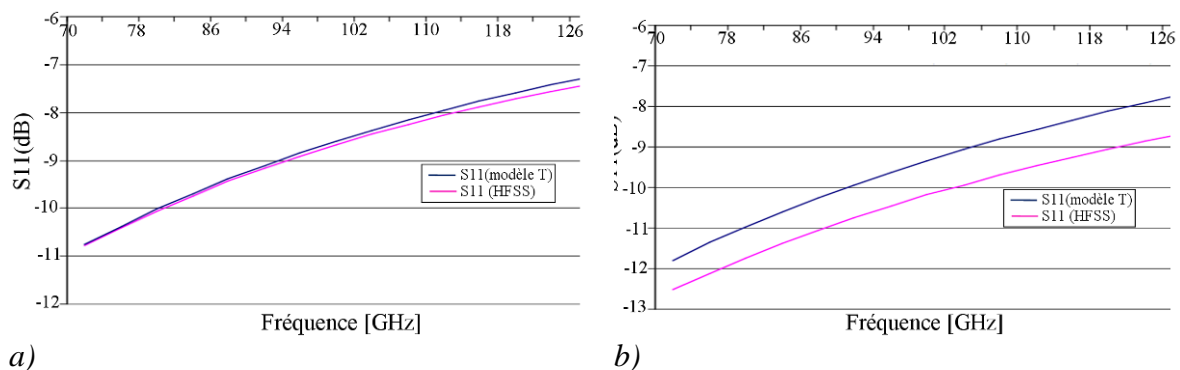 -6
70 78 86 94 102 110 118 126
-7
-8
-9
-10
-11
-12
S11(dB)
S11(modèle T)
S11 (HFSS)
Fréquence [GHz]
a)
-6
70 78 86 94 102 110 118 126
-7
-8
-9
-10
-11
-12
-13
S11(modèle T)
S11 (HFSS)
Fréquence [GHz]
b)